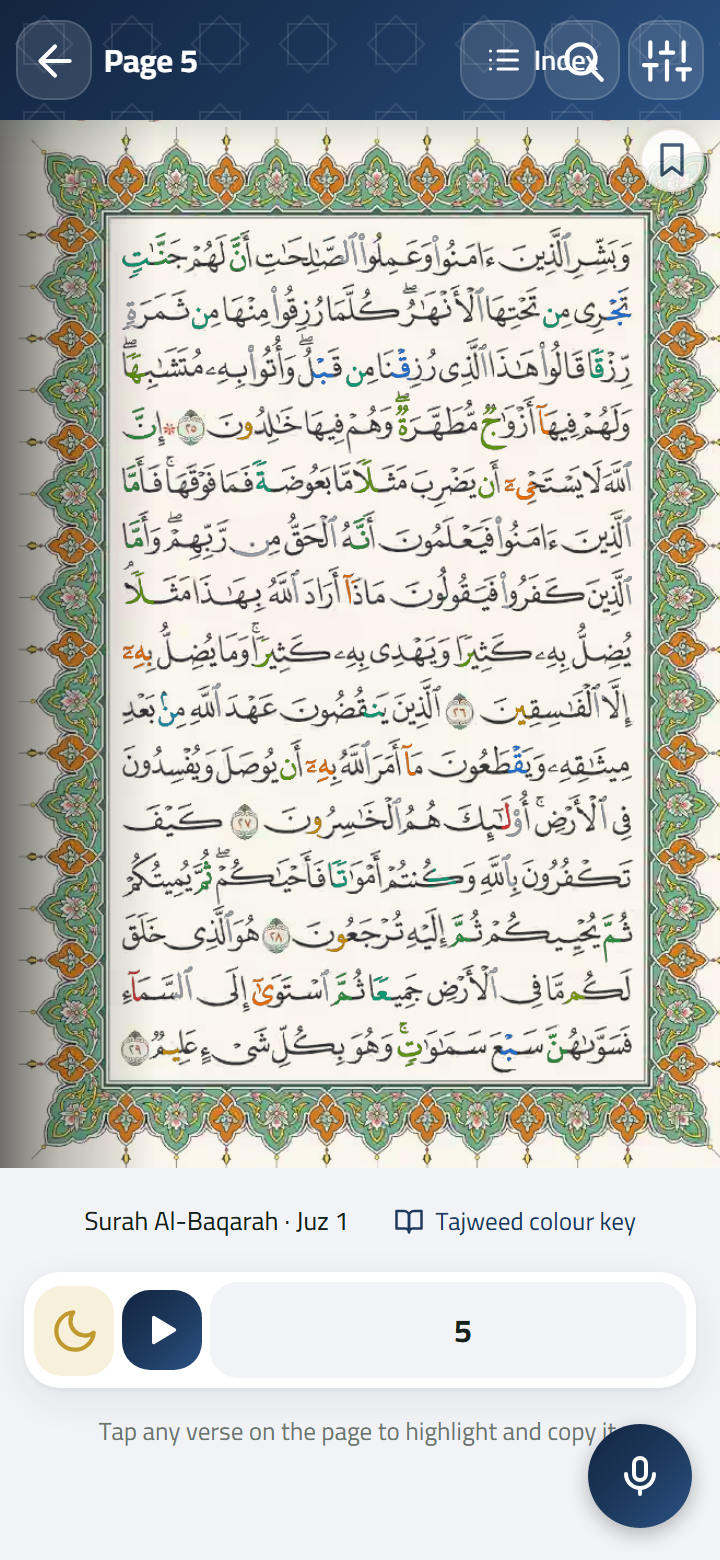 Page 5
Index
وَبَشِّرِ ٱلَّذِينَ ءَامَنُوا۟ وَعَمِلُوا۟ ٱلصَّٰلِحَٰتِ أَنَّ لَهُمْ جَنَّٰتٍ
تَجْرِى مِن تَحْتِهَا ٱلْأَنْهَٰرُ ۖ كُلَّمَا رُزِقُوا۟ مِنْهَا مِن ثَمَرَةٍ
رِّزْقًا قَالُوا۟ هَٰذَا ٱلَّذِى رُزِقْنَا مِن قَبْلُ ۖ وَأُتُوا۟ بِهِۦ مُتَشَٰبِهًا ۖ
وَلَهُمْ فِيهَآ أَزْوَٰجٌ مُّطَهَّرَةٌ ۖ وَهُمْ فِيهَا خَٰلِدُونَ ٢٥ * إِنَّ
ٱللَّهَ لَا يَسْتَحْىِۦٓ أَن يَضْرِبَ مَثَلًا مَّا بَعُوضَةً فَمَا فَوْقَهَا ۚ فَأَمَّا
ٱلَّذِينَ ءَامَنُوا۟ فَيَعْلَمُونَ أَنَّهُ ٱلْحَقُّ مِن رَّبِّهِمْ ۖ وَأَمَّا
ٱلَّذِينَ كَفَرُوا۟ فَيَقُولُونَ مَاذَآ أَرَادَ ٱللَّهُ بِهَٰذَا مَثَلًا ۘ
يُضِلُّ بِهِۦ كَثِيرًا وَيَهْدِى بِهِۦ كَثِيرًا ۚ وَمَا يُضِلُّ بِهِۦٓ
إِلَّا ٱلْفَٰسِقِينَ ٢٦ ٱلَّذِينَ يَنقُضُونَ عَهْدَ ٱللَّهِ مِنۢ بَعْدِ
مِيثَٰقِهِۦ وَيَقْطَعُونَ مَآ أَمَرَ ٱللَّهُ بِهِۦٓ أَن يُوصَلَ وَيُفْسِدُونَ
فِى ٱلْأَرْضِ ۚ أُو۟لَٰٓئِكَ هُمُ ٱلْخَٰسِرُونَ ٢٧ كَيْفَ
تَكْفُرُونَ بِٱللَّهِ وَكُنتُمْ أَمْوَٰتًا فَأَحْيَٰكُمْ ۖ ثُمَّ يُمِيتُكُمْ
ثُمَّ يُحْيِيكُمْ ثُمَّ إِلَيْهِ تُرْجَعُونَ ٢٨ هُوَ ٱلَّذِى خَلَقَ
لَكُم مَّا فِى ٱلْأَرْضِ جَمِيعًا ثُمَّ ٱسْتَوَىٰٓ إِلَى ٱلسَّمَآءِ
فَسَوَّىٰهُنَّ سَبْعَ سَمَٰوَٰتٍ ۚ وَهُوَ بِكُلِّ شَىْءٍ عَلِيمٌ ٢٩
Surah Al-Baqarah · Juz 1
Tajweed colour key
5
Tap any verse on the page to highlight and copy it